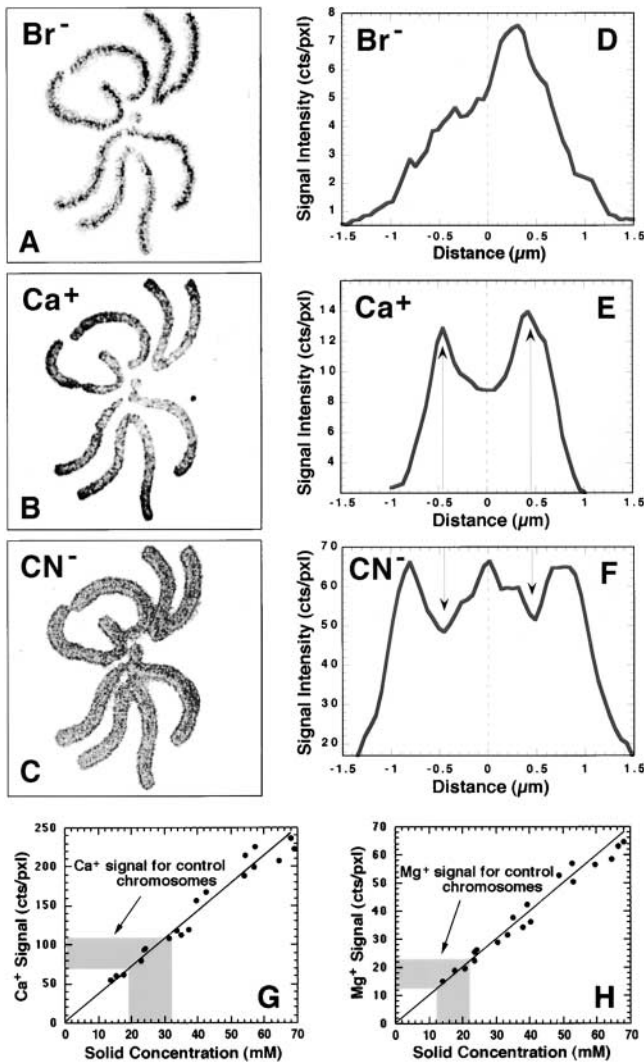 Br-
A
Br-
D
Signal Intensity (cts/pxl)
8
7
6
5
4
3
2
1
-1.5 -1 -0.5 0 0.5 1 1.5
Distance (µm)
Ca+
B
Ca+
E
Signal Intensity (cts/pxl)
14
12
10
8
6
4
-1.5 -1 -0.5 0 0.5 1 1.5
Distance (µm)
CN-
C
CN-
F
Signal Intensity (cts/pxl)
70
60
50
40
30
20
-1.5 -1 -0.5 0 0.5 1 1.5
Distance (µm)
Ca+ Signal (cts/pxl)
250
200
150
100
50
0
Ca+ signal for control
chromosomes
G
0 10 20 30 40 50 60 70
Solid Concentration (mM)
Mg+ Signal (cts/pxl)
70
60
50
40
30
20
10
0
Mg+ signal for control
chromosomes
H
0 10 20 30 40 50 60 70
Solid Concentration (mM)